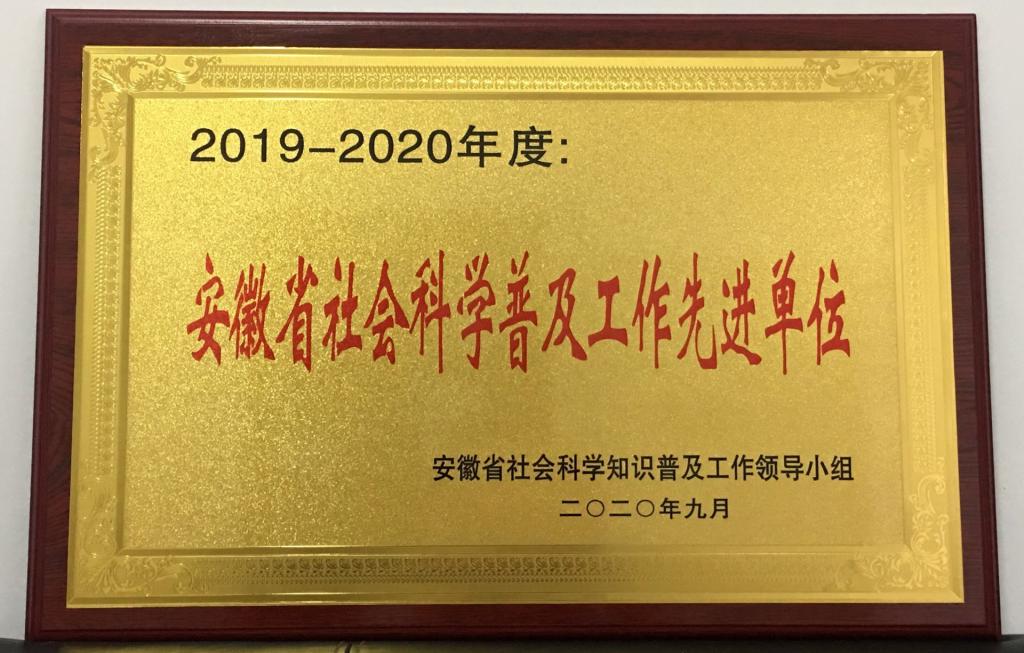 2019-2020年度:
安徽省社会科学普及工作先进单位
安徽省社会科学知识普及工作领导小组
二〇二〇年九月